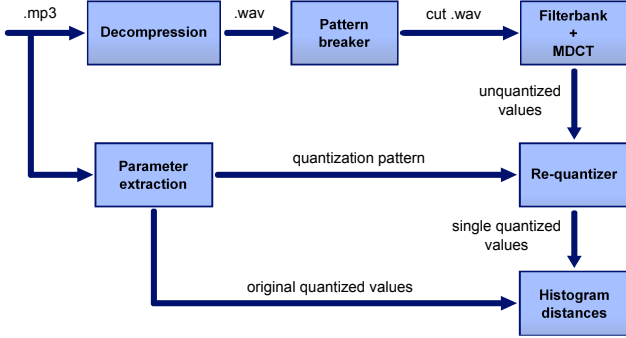 .mp3
Decompression
.wav
Pattern
breaker
cut .wav
Filterbank
+
MDCT
unquantized
values
Parameter
extraction
quantization pattern
Re-quantizer
single quantized
values
original quantized values
Histogram
distances